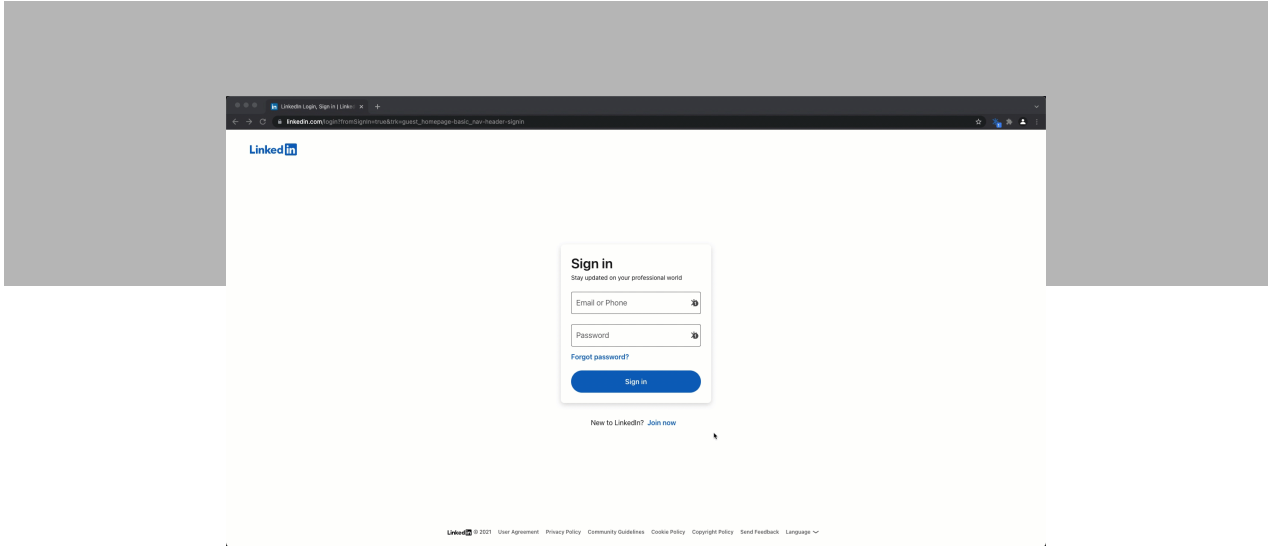 LinkedIn Login, Sign in | Linke
linkedin.com/login?fromSignIn=true&trk=guest_homepage-basic_nav-header-signin
Linked in
Sign in
Stay updated on your professional world
Email or Phone
Password
Forgot password?
Sign in
New to LinkedIn? Join now
Linked in © 2021 User Agreement Privacy Policy Community Guidelines Cookie Policy Copyright Policy Send Feedback Language